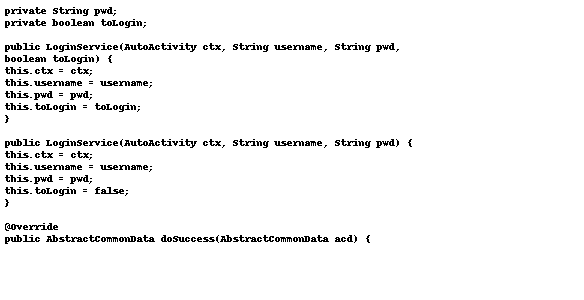 private String pwd;
private boolean toLogin;
public LoginService(AutoActivity ctx, String username, String pwd,
boolean toLogin) {
this.ctx = ctx;
this.username = username;
this.pwd = pwd;
this.toLogin = toLogin;
}
public LoginService(AutoActivity ctx, String username, String pwd) {
this.ctx = ctx;
this.username = username;
this.pwd = pwd;
this.toLogin = false;
}
@Override
public AbstractCommonData doSuccess(AbstractCommonData acd) {